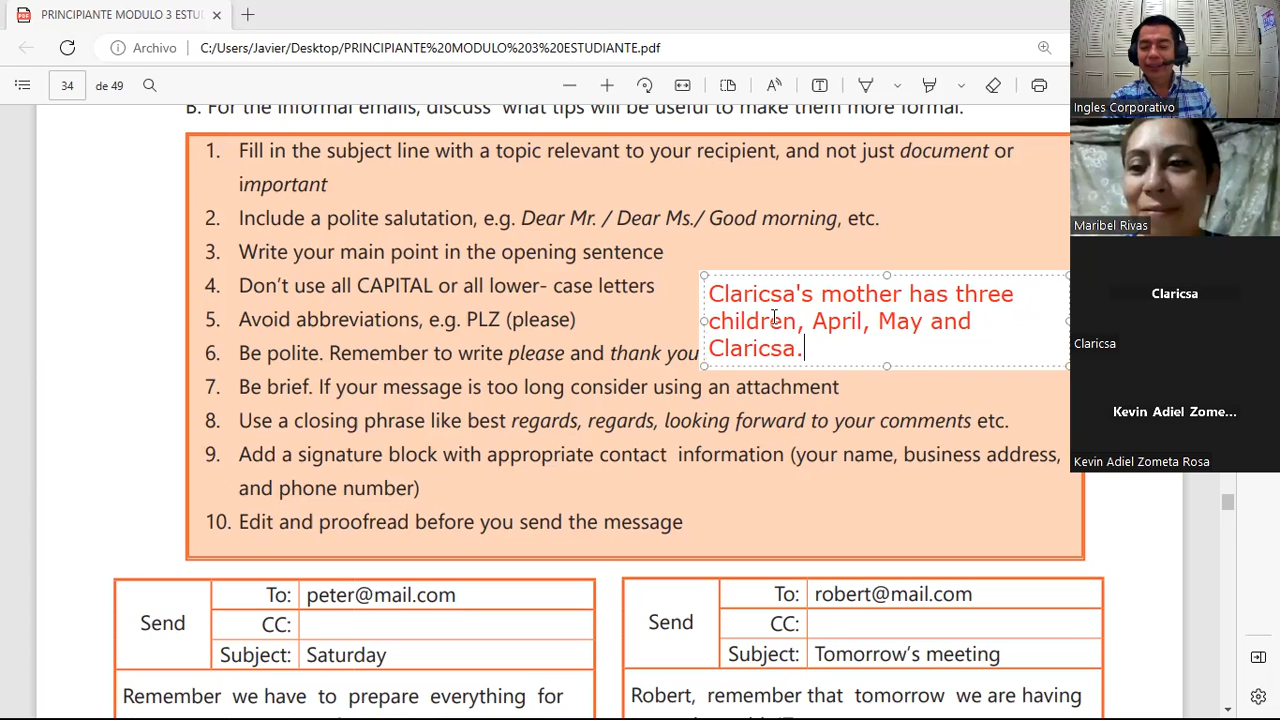 PRINCIPIANTE MODULO 3 ESTU
Archivo
C:/Users/Javier/Desktop/PRINCIPIANTE%20MODULO%203%20ESTUDIANTE.pdf
34
de 49
B. For the informal emails, discuss what tips will be useful to make them more formal.
1. Fill in the subject line with a topic relevant to your recipient, and not just document or
important
2. Include a polite salutation, e.g. Dear Mr. / Dear Ms./ Good morning, etc.
3. Write your main point in the opening sentence
4. Don’t use all CAPITAL or all lower- case letters
5. Avoid abbreviations, e.g. PLZ (please)
6. Be polite. Remember to write please and thank you
7. Be brief. If your message is too long consider using an attachment
8. Use a closing phrase like best regards, regards, looking forward to your comments etc.
9. Add a signature block with appropriate contact information (your name, business address,
and phone number)
10. Edit and proofread before you send the message
Claricsa's mother has three
children, April, May and
Claricsa.
Send
To: peter@mail.com
CC:
Subject: Saturday
Remember we have to prepare everything for
Send
To: robert@mail.com
CC:
Subject: Tomorrow’s meeting
Robert, remember that tomorrow we are having
Ingles Corporativo
Maribel Rivas
Claricsa
Claricsa
Kevin Adiel Zome...
Kevin Adiel Zometa Rosa